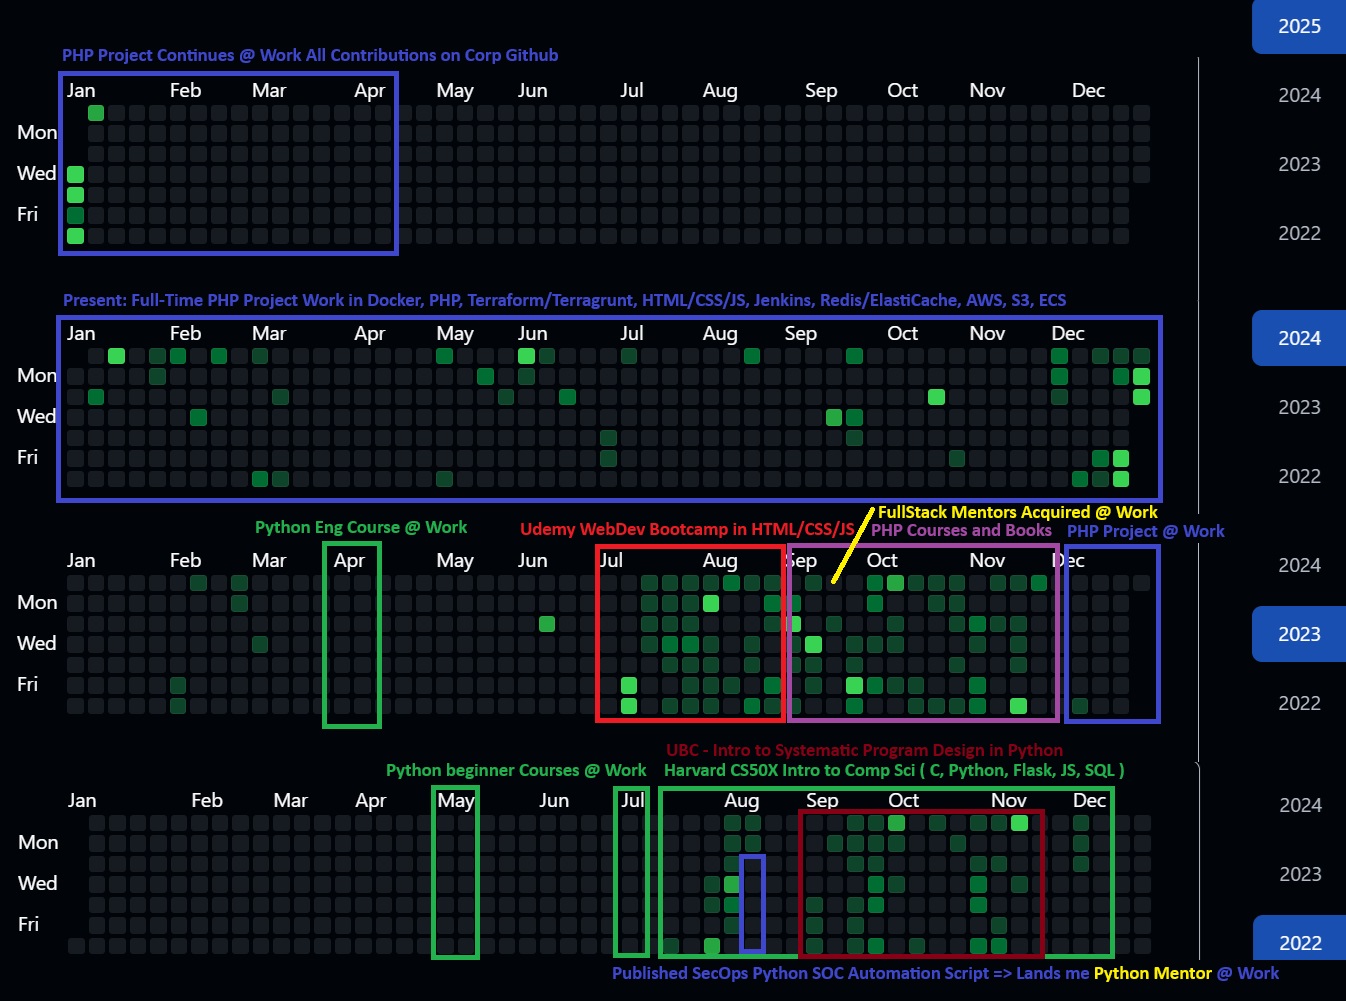 2025
PHP Project Continues @ Work All Contributions on Corp Github
Jan Feb Mar Apr May Jun Jul Aug Sep Oct Nov Dec
2024
Mon
2023
Wed
Fri
2022
Present: Full-Time PHP Project Work in Docker, PHP, Terraform/Terragrunt, HTML/CSS/JS, Jenkins, Redis/ElastiCache, AWS, S3, ECS
Jan Feb Mar Apr May Jun Jul Aug Sep Oct Nov Dec
2024
Mon
2023
Wed
Fri
2022
FullStack Mentors Acquired @ Work
Python Eng Course @ Work
Udemy WebDev Bootcamp in HTML/CSS/JS
PHP Courses and Books
PHP Project @ Work
Jan Feb Mar Apr May Jun Jul Aug Sep Oct Nov Dec
2024
Mon
2023
Wed
Fri
2022
UBC - Intro to Systematic Program Design in Python
Python beginner Courses @ Work
Harvard CS50X Intro to Comp Sci ( C, Python, Flask, JS, SQL )
Jan Feb Mar Apr May Jun Jul Aug Sep Oct Nov Dec
2024
Mon
2023
Wed
Fri
2022
Published SecOps Python SOC Automation Script => Lands me Python Mentor @ Work